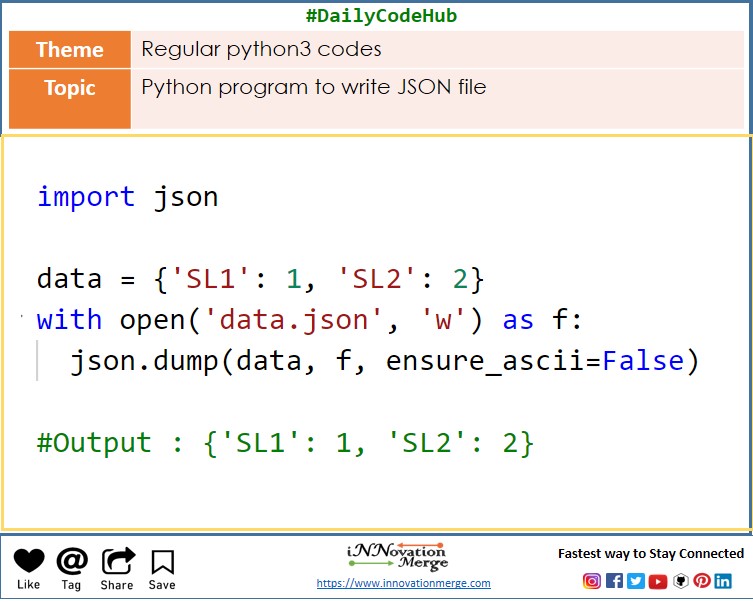 #DailyCodeHub
Theme Regular python3 codes
Topic Python program to write JSON file
import json
data = {'SL1': 1, 'SL2': 2}
with open('data.json', 'w') as f:
  json.dump(data, f, ensure_ascii=False)
#Output : {'SL1': 1, 'SL2': 2}
Like Tag Share Save
iNNovation
Merge
https://www.innovationmerge.com
Fastest way to Stay Connected